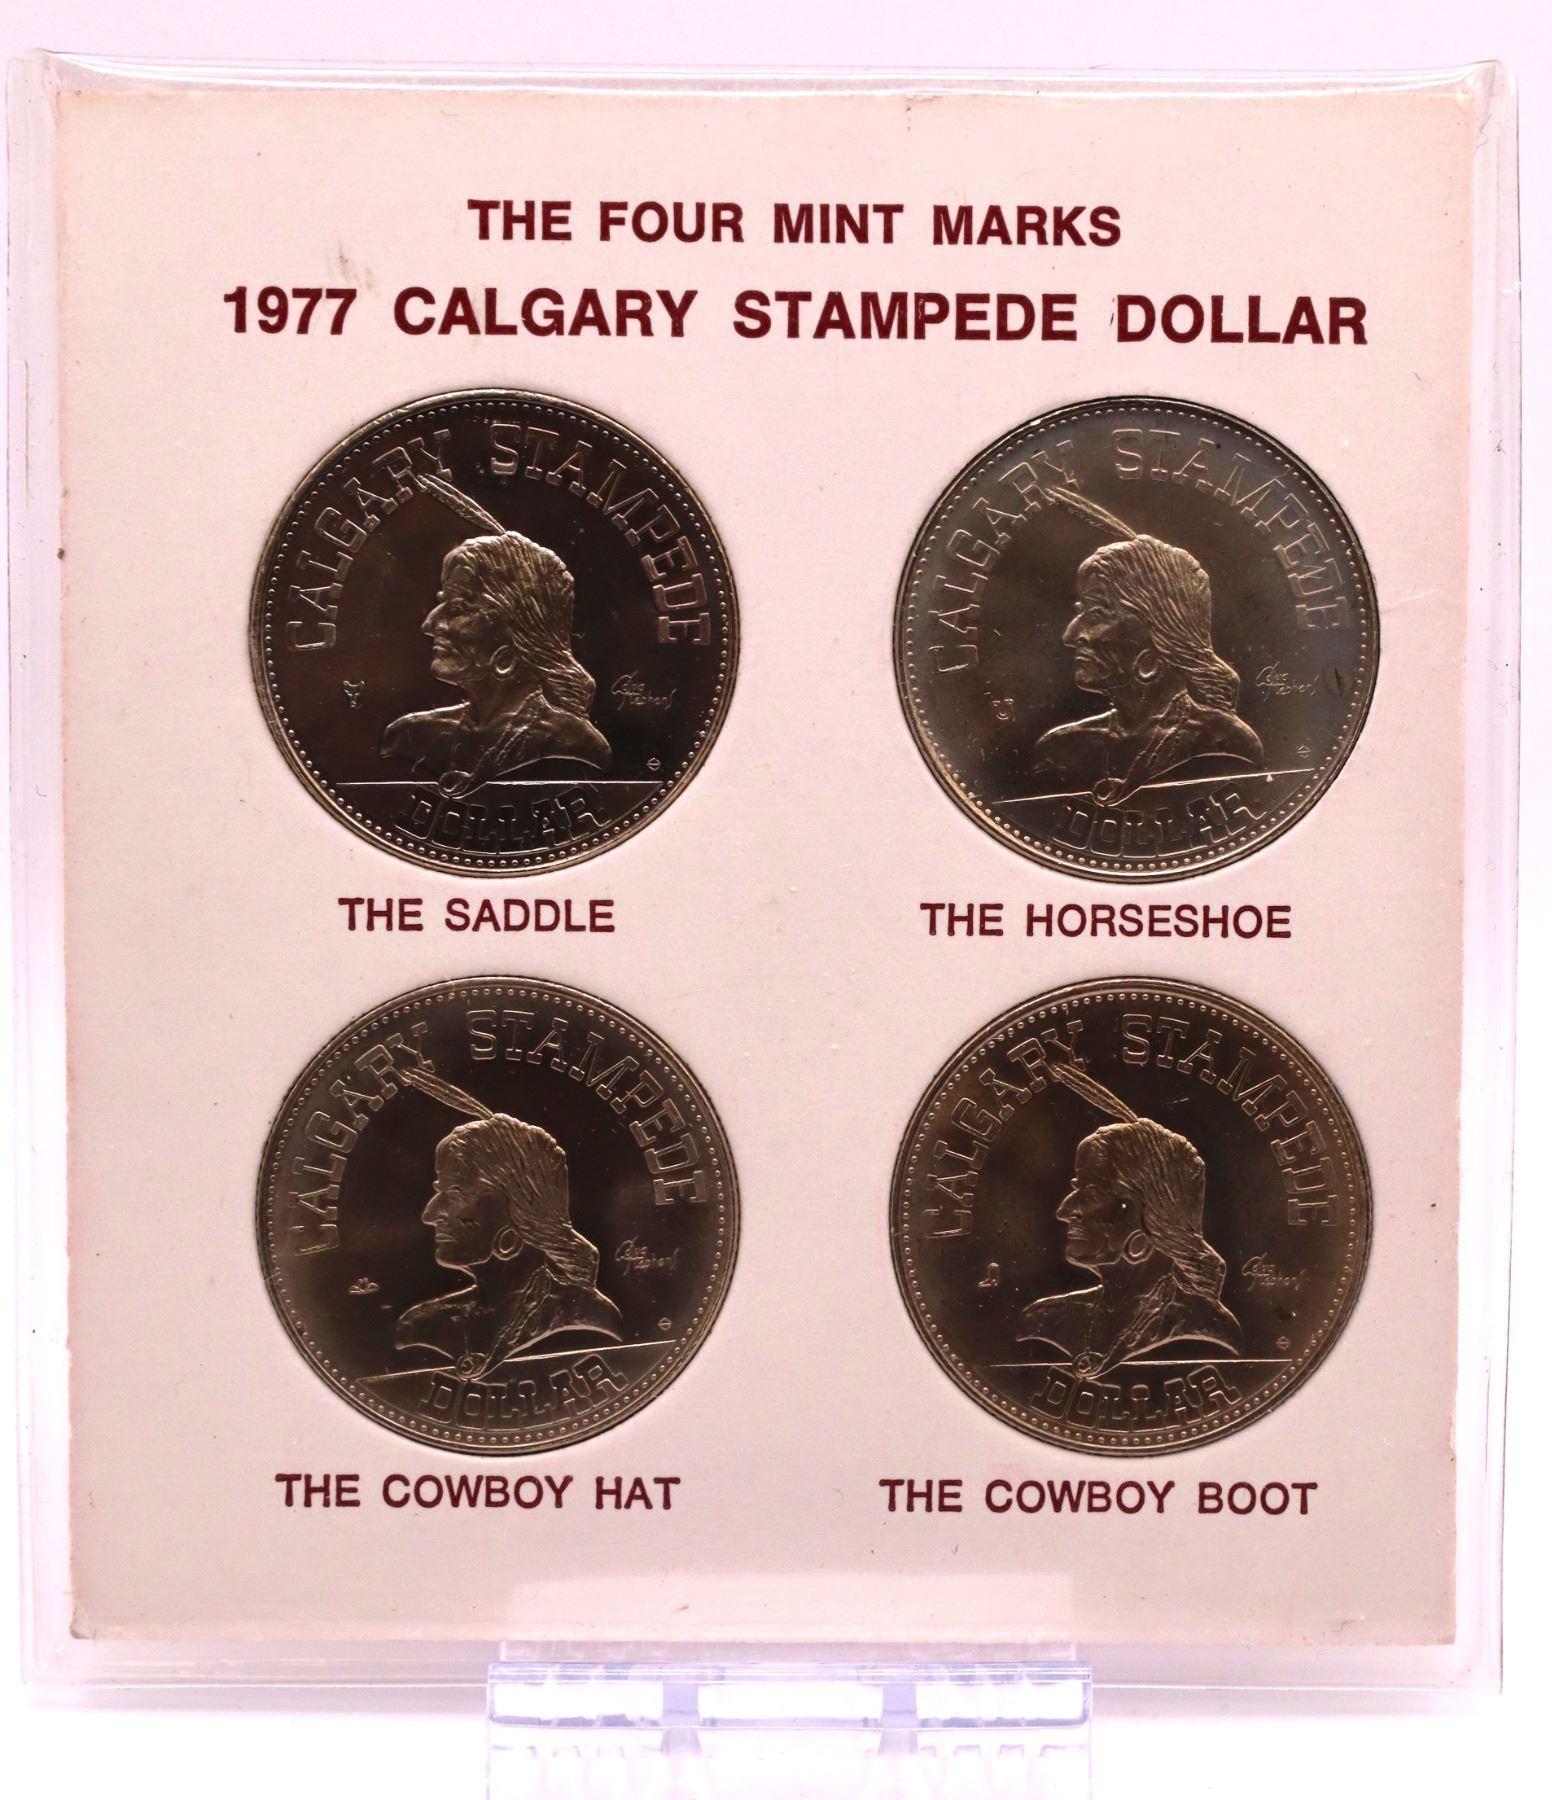 THE FOUR MINT MARKS
1977 CALGARY STAMPEDE DOLLAR
CALGARY STAMPEDE
DOLLAR
CALGARY STAMPEDE
DOLLAR
THE SADDLE
THE HORSESHOE
CALGARY STAMPEDE
DOLLAR
CALGARY STAMPEDE
DOLLAR
THE COWBOY HAT
THE COWBOY BOOT